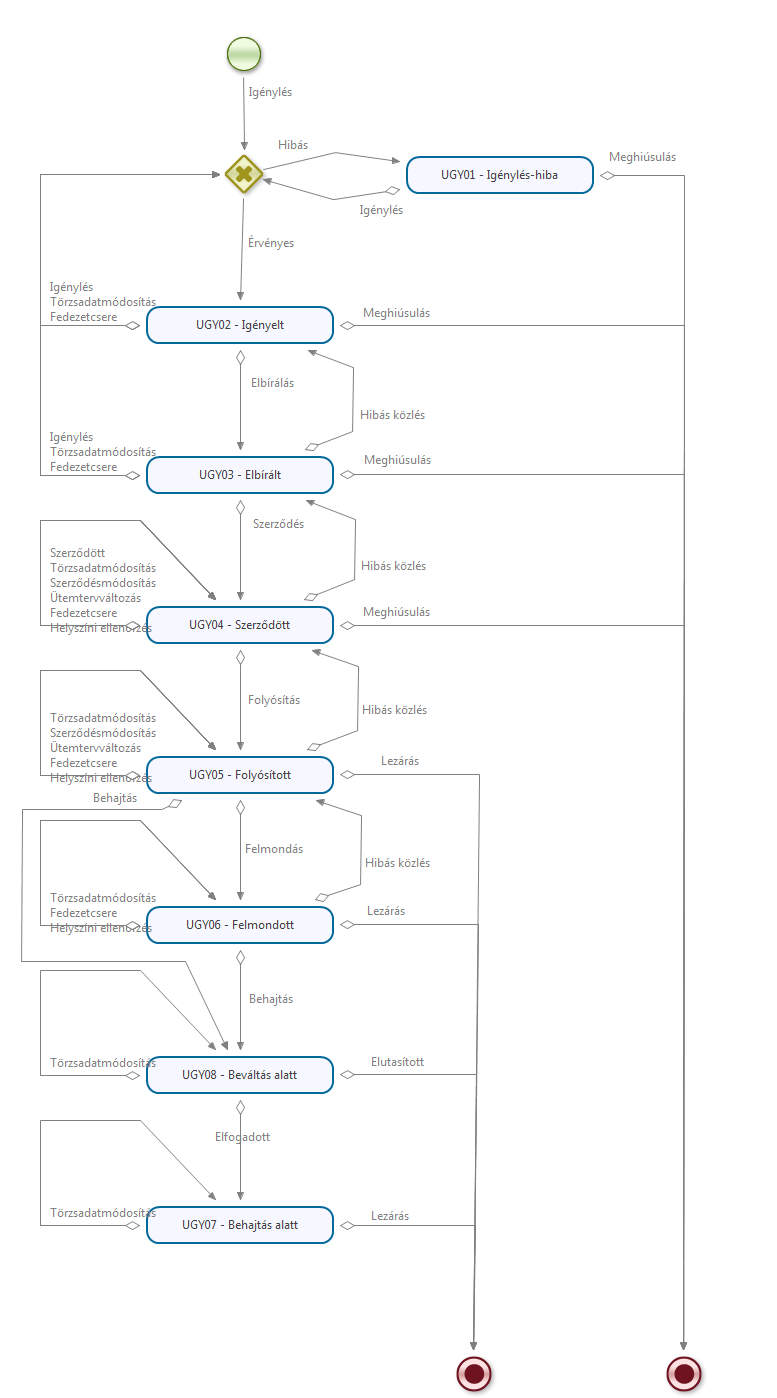 Igénylés
Hibás
Meghiúsulás
UGY01 - Igénylés-hiba
Igénylés
Érvényes
Igénylés
Törzsadatmódosítás
Fedezetcsere
Meghiúsulás
UGY02 - Igényelt
Elbírálás
Hibás közlés
Igénylés
Törzsadatmódosítás
Fedezetcsere
Meghiúsulás
UGY03 - Elbírált
Szerződés
Hibás közlés
Szerződött
Törzsadatmódosítás
Szerződésmódosítás
Ütemtervváltozás
Fedezetcsere
Helyszíni ellenőrzés
Meghiúsulás
UGY04 - Szerződött
Folyósítás
Hibás közlés
Törzsadatmódosítás
Szerződésmódosítás
Ütemtervváltozás
Fedezetcsere
Helyszíni ellenőrzés
Lezárás
UGY05 - Folyósított
Behajtás
Felmondás
Hibás közlés
Törzsadatmódosítás
Fedezetcsere
Helyszíni ellenőrzés
Lezárás
UGY06 - Felmondott
Behajtás
Törzsadatmódosítás
Elutasított
UGY08 - Beváltás alatt
Elfogadott
Törzsadatmódosítás
Lezárás
UGY07 - Behajtás alatt